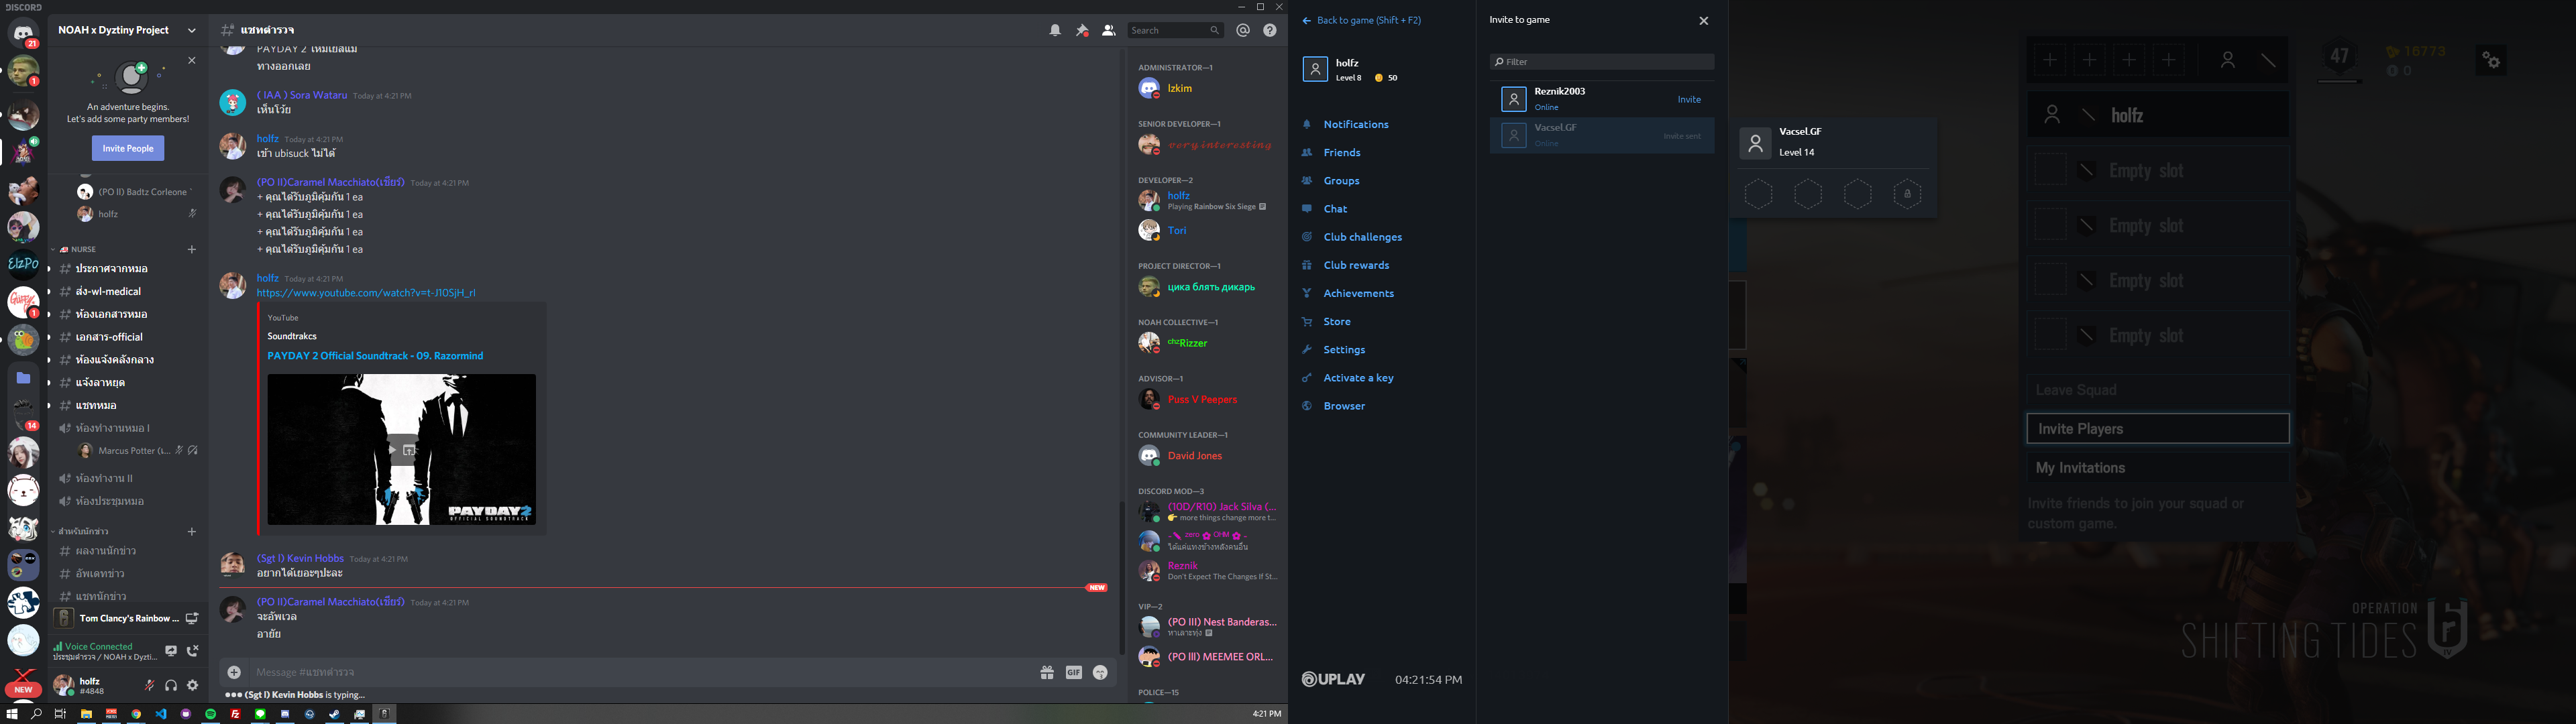 DISCORD
21
1
1
14
NEW
NOAH x Dyztiny Project
An adventure begins.
Let's add some party members!
Invite People
(PO II) Badtz Corleone
holfz
NURSE
ประกาศจากหมอ
ส่ง-wl-medical
ห้องเอกสารหมอ
เอกสาร-official
ห้องแจ้งคลังกลาง
แจ้งลาหยุด
แชทหมอ
ห้องทำงานหมอ I
Marcus Potter (เ...
ห้องทำงาน II
ห้องประชุมหมอ
สำหรับนักข่าว
ผลงานนักข่าว
อัพเดทข่าว
แชทนักข่าว
Tom Clancy's Rainbow ...
Voice Connected
ประชุมตำรวจ / NOAH x Dyzti...
holfz
#4848
แชทตำรวจ
Search
ทางออกเลย
( IAA ) Sora Wataru Today at 4:21 PM
เห็นโว้ย
holfz Today at 4:21 PM
เข้า ubisuck ไม่ได้
(PO II)Caramel Macchiato(เชียร์) Today at 4:21 PM
+ คุณได้รับภูมิคุ้มกัน 1 ea
+ คุณได้รับภูมิคุ้มกัน 1 ea
+ คุณได้รับภูมิคุ้มกัน 1 ea
+ คุณได้รับภูมิคุ้มกัน 1 ea
holfz Today at 4:21 PM
https://www.youtube.com/watch?v=t-J10SjH_rI
YouTube
Soundtrakcs
PAYDAY 2 Official Soundtrack - 09. Razormind
PAYDAY 2
OFFICIAL SOUNDTRACK
(Sgt I) Kevin Hobbs Today at 4:21 PM
อยากได้เยอะๆปะละ
NEW
(PO II)Caramel Macchiato(เชียร์) Today at 4:21 PM
จะอัพเวล
อายัย
Message #แชทตำรวจ
GIF
(Sgt I) Kevin Hobbs is typing...
ADMINISTRATOR—1
Izkim
SENIOR DEVELOPER—1
veryinteresting
DEVELOPER—2
holfz
Playing Rainbow Six Siege
Tori
PROJECT DIRECTOR—1
цика блять дикарь
NOAH COLLECTIVE—1
chzRizzer
ADVISOR—1
Puss V Peepers
COMMUNITY LEADER—1
David Jones
DISCORD MOD—3
(10D/R10) Jack Silva (...
more things change more t...
ได้แค่แทงข้างหลังคนอื่น
Reznik
Don't Expect The Changes If St...
VIP—2
(PO III) Nest Banderas...
หาเลาะทุ่ง
(PO III) MEEMEE ORL...
POLICE—15
4:21 PM
Back to game (Shift + F2)
holfz
Level 8 50
Notifications
Friends
Groups
Chat
Club challenges
Club rewards
Achievements
Store
Settings
Activate a key
Browser
UPLAY
04:21:54 PM
Invite to game
Filter
Reznik2003
Online
Invite
Vacsel.GF
Online
Invite sent
Vacsel.GF
Level 14
47
16773
0
holfz
Empty slot
Empty slot
Empty slot
Empty slot
Leave Squad
Invite Players
My Invitations
Invite friends to join your squad or
custom game.
OPERATION
SHIFTING TIDES